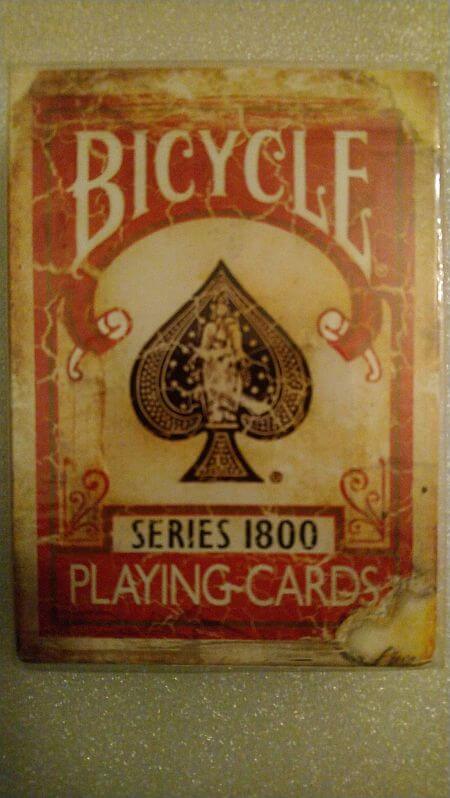 BICYCLE
®
®
SERIES 1800
PLAYING-CARDS